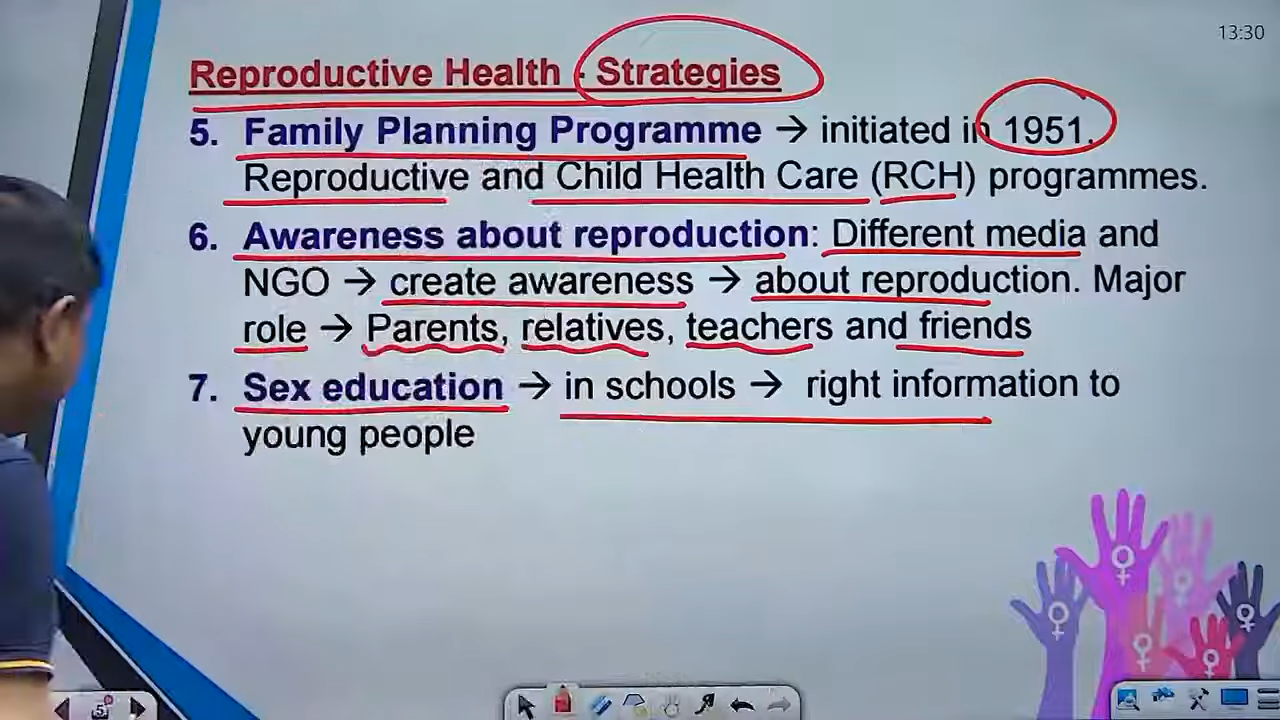 13:30
Reproductive Health - Strategies
5. Family Planning Programme → initiated in 1951.
Reproductive and Child Health Care (RCH) programmes.
6. Awareness about reproduction: Different media and
NGO → create awareness → about reproduction. Major
role → Parents, relatives, teachers and friends
7. Sex education → in schools → right information to
young people
5